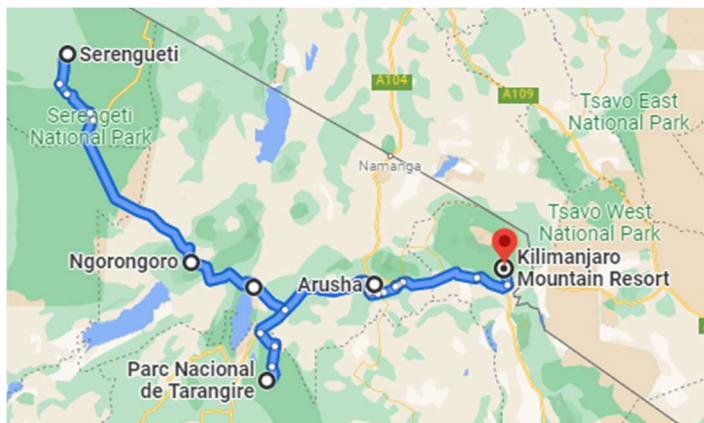 Serengueti
A104
A109
Tsavo East
National Park
Serengeti
National Park
Namanga
Tsavo West
National Park
Ngorongoro
Arusha
Kilimanjaro
Mountain Resort
Parc Nacional
de Tarangire